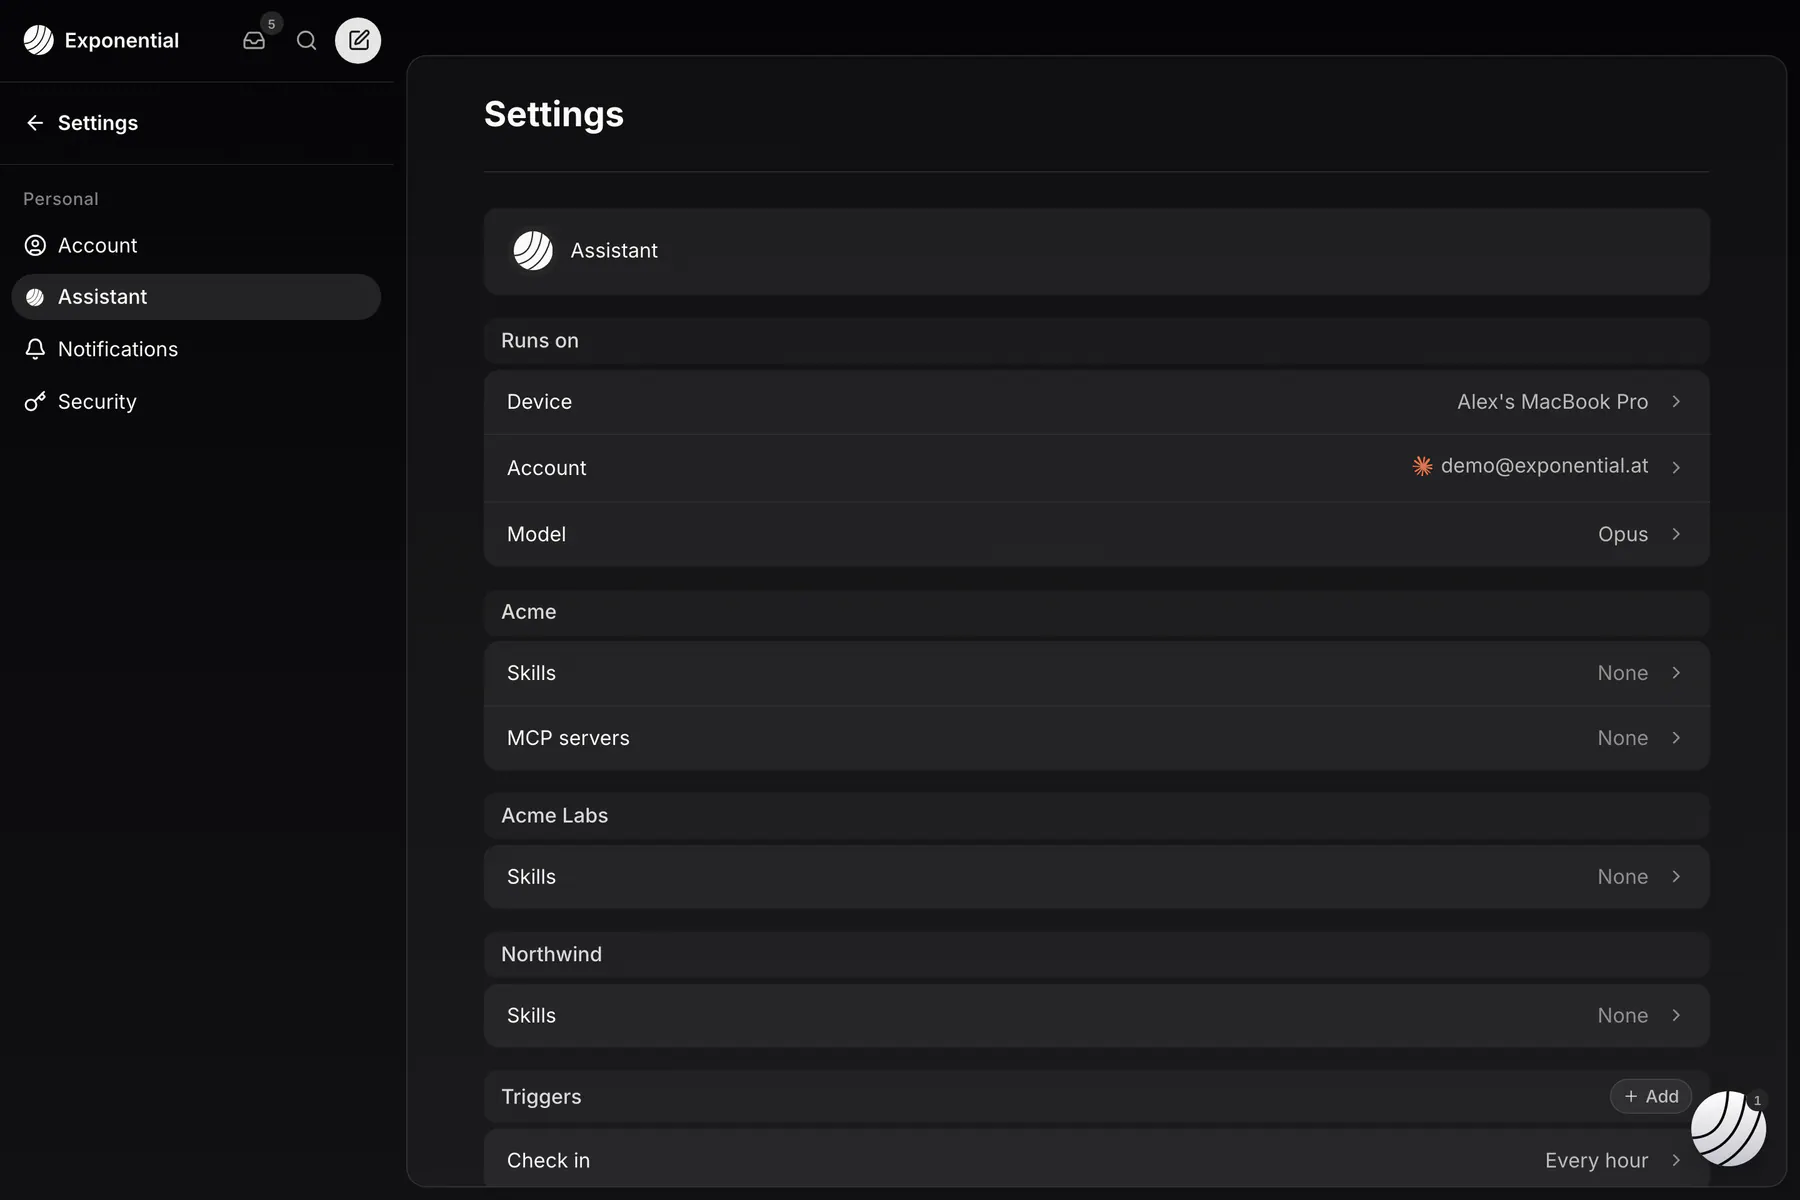 Exponential
5
Settings
Personal
Account
Assistant
Notifications
Security
Settings
Assistant
Runs on
Device Alex's MacBook Pro
Account demo@exponential.at
Model Opus
Acme
Skills None
MCP servers None
Acme Labs
Skills None
Northwind
Skills None
Triggers + Add
1
Check in Every hour